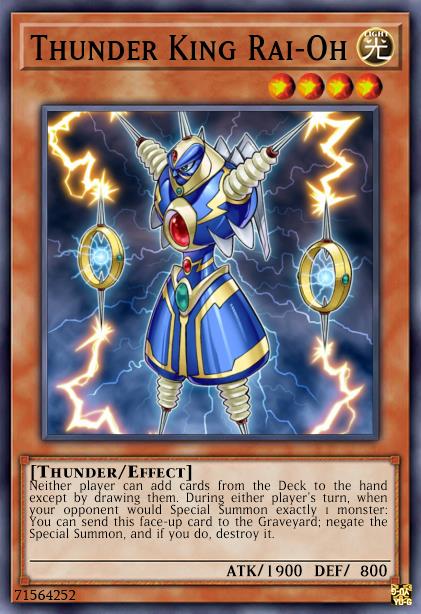 THUNDER KING RAI-OH
LIGHT
光
[THUNDER/EFFECT]
Neither player can add cards from the Deck to the hand
except by drawing them. During either player's turn, when
your opponent would Special Summon exactly 1 monster:
You can send this face-up card to the Graveyard; negate the
Special Summon, and if you do, destroy it.
ATK/1900 DEF/ 800
71564252